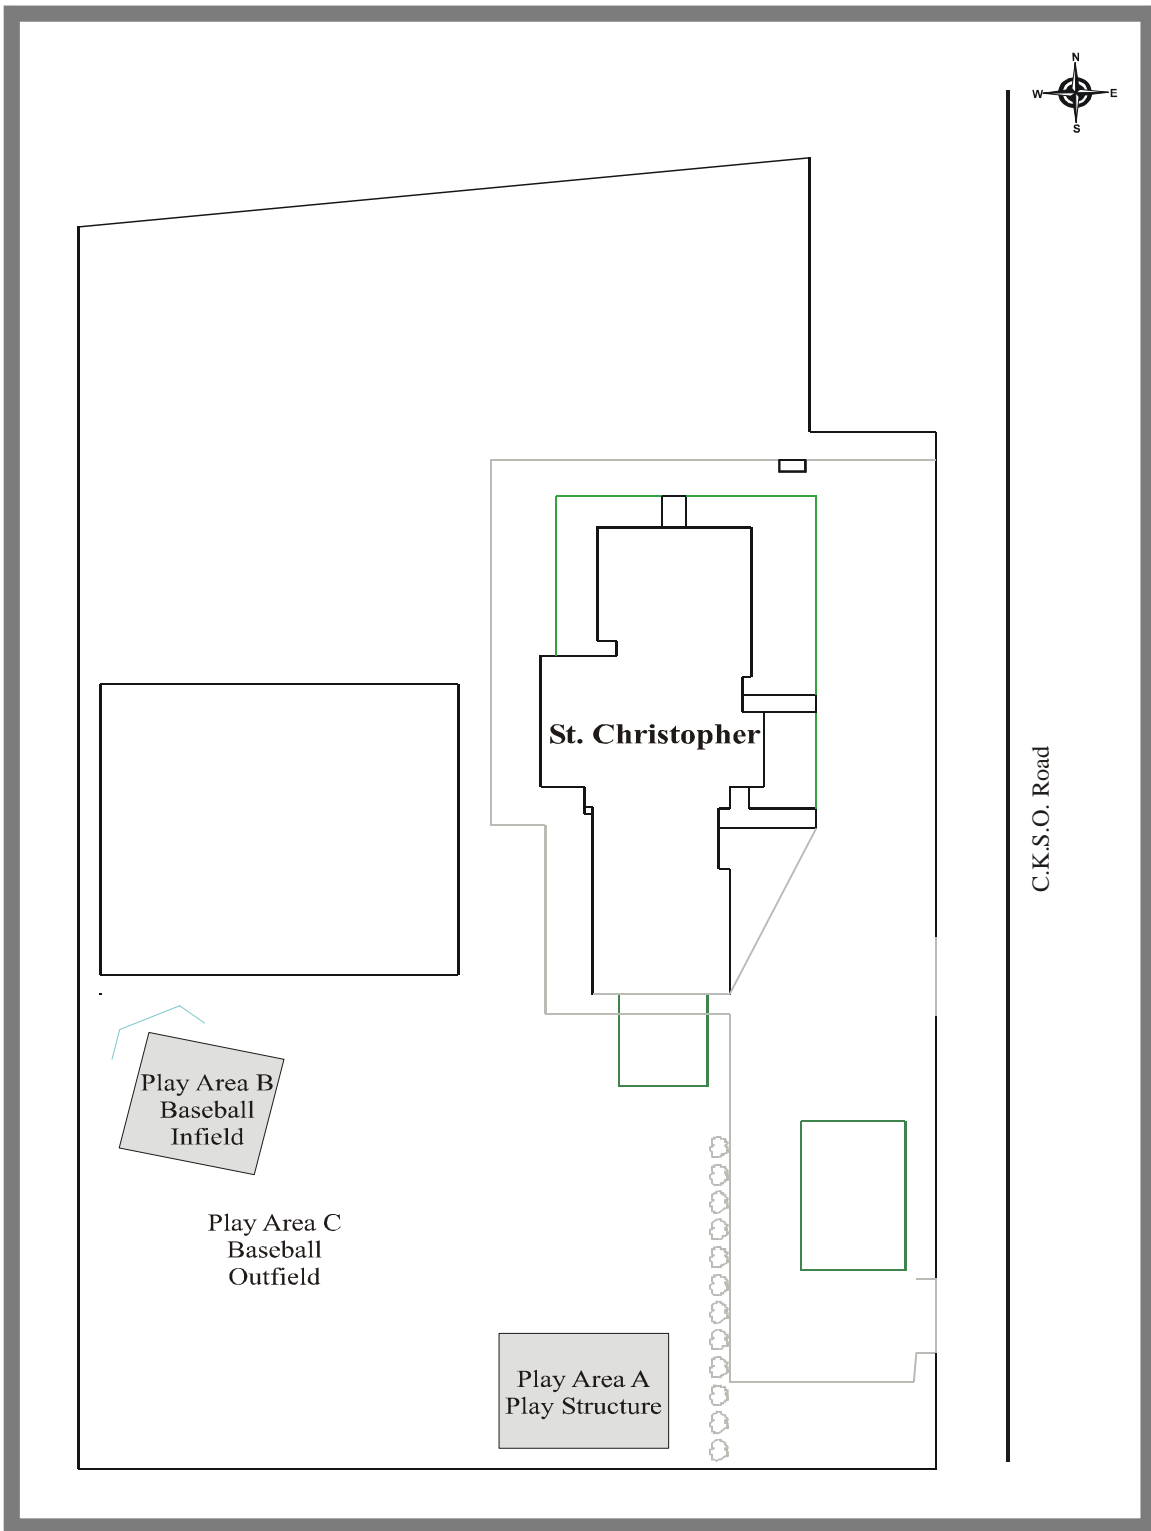 N
W E
S
St. Christopher
C.K.S.O. Road
Play Area B
Baseball
Infield
Play Area C
Baseball
Outfield
Play Area A
Play Structure